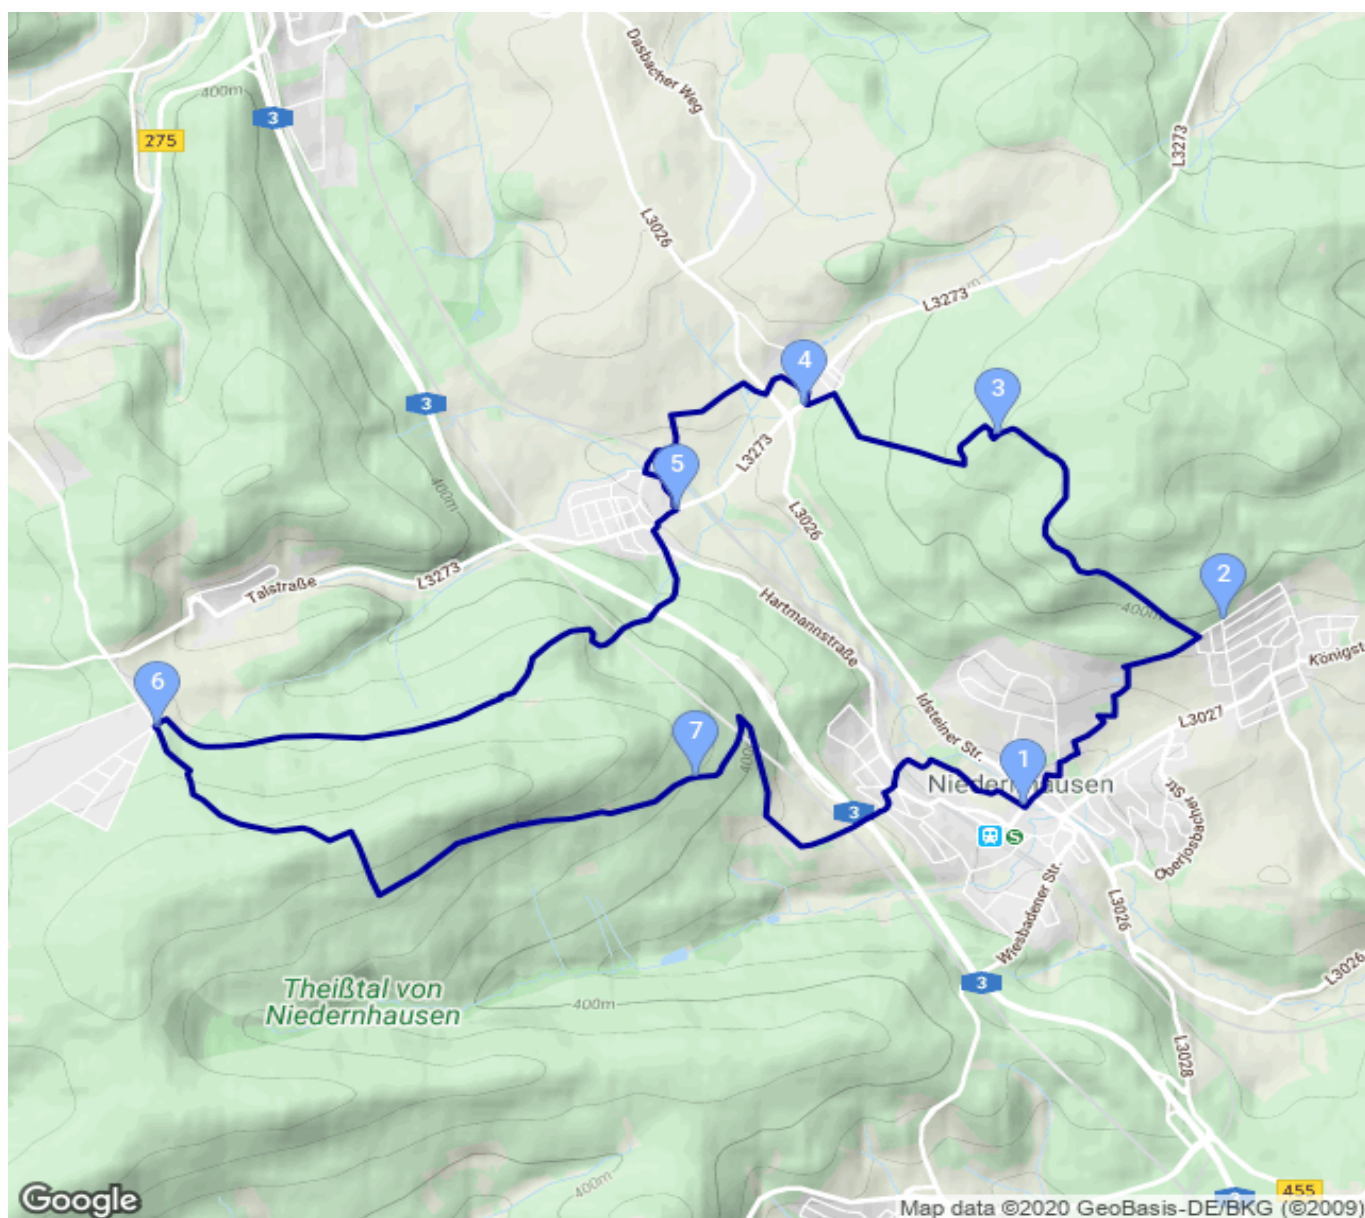 Dasbacher Weg
400m
3
275
L3273
L3026
L3273
m
4
3
3
L3273
5
400m
L3026
Talstraße
L3273
2
Hartmannstraße
400m
Königst
6
L3027
7
Idsteiner Str.
1
400
Niedernhausen
Oberjosbacher Str.
3
S
Wiesbadener Str.
L3026
L3026
3
Theißtal von
Niedernhausen
400m
L3028
400m
455
Google
Map data ©2020 GeoBasis-DE/BKG (©2009)